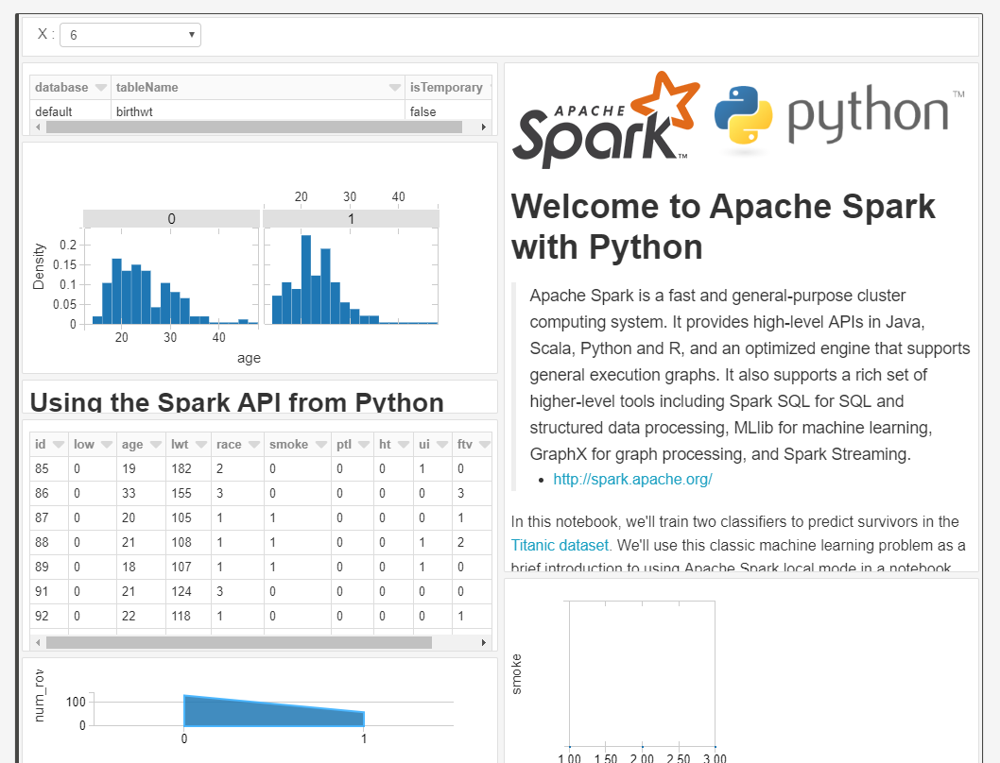 X : 6
database tableName isTemporary
default birthwt false
20 30 40
0 1
0.2
0.15
0.1
0.05
0
Density
20 30 40
age
Using the Spark API from Python
id low age lwt race smoke ptl ht ui ftv
85 0 19 182 2 0 0 0 1 0
86 0 33 155 3 0 0 0 0 3
87 0 20 105 1 1 0 0 0 1
88 0 21 108 1 1 0 0 1 2
89 0 18 107 1 1 0 0 1 0
91 0 21 124 3 0 0 0 0 0
92 0 22 118 1 0 0 0 0 1
num_rov
100
0
0 1
APACHE
Spark™
python™
Welcome to Apache Spark
with Python
Apache Spark is a fast and general-purpose cluster
computing system. It provides high-level APIs in Java,
Scala, Python and R, and an optimized engine that supports
general execution graphs. It also supports a rich set of
higher-level tools including Spark SQL for SQL and
structured data processing, MLlib for machine learning,
GraphX for graph processing, and Spark Streaming.
• http://spark.apache.org/
In this notebook, we'll train two classifiers to predict survivors in the
Titanic dataset. We'll use this classic machine learning problem as a
brief introduction to using Apache Spark local mode in a notebook
smoke
1.00 1.50 2.00 2.50 3.00